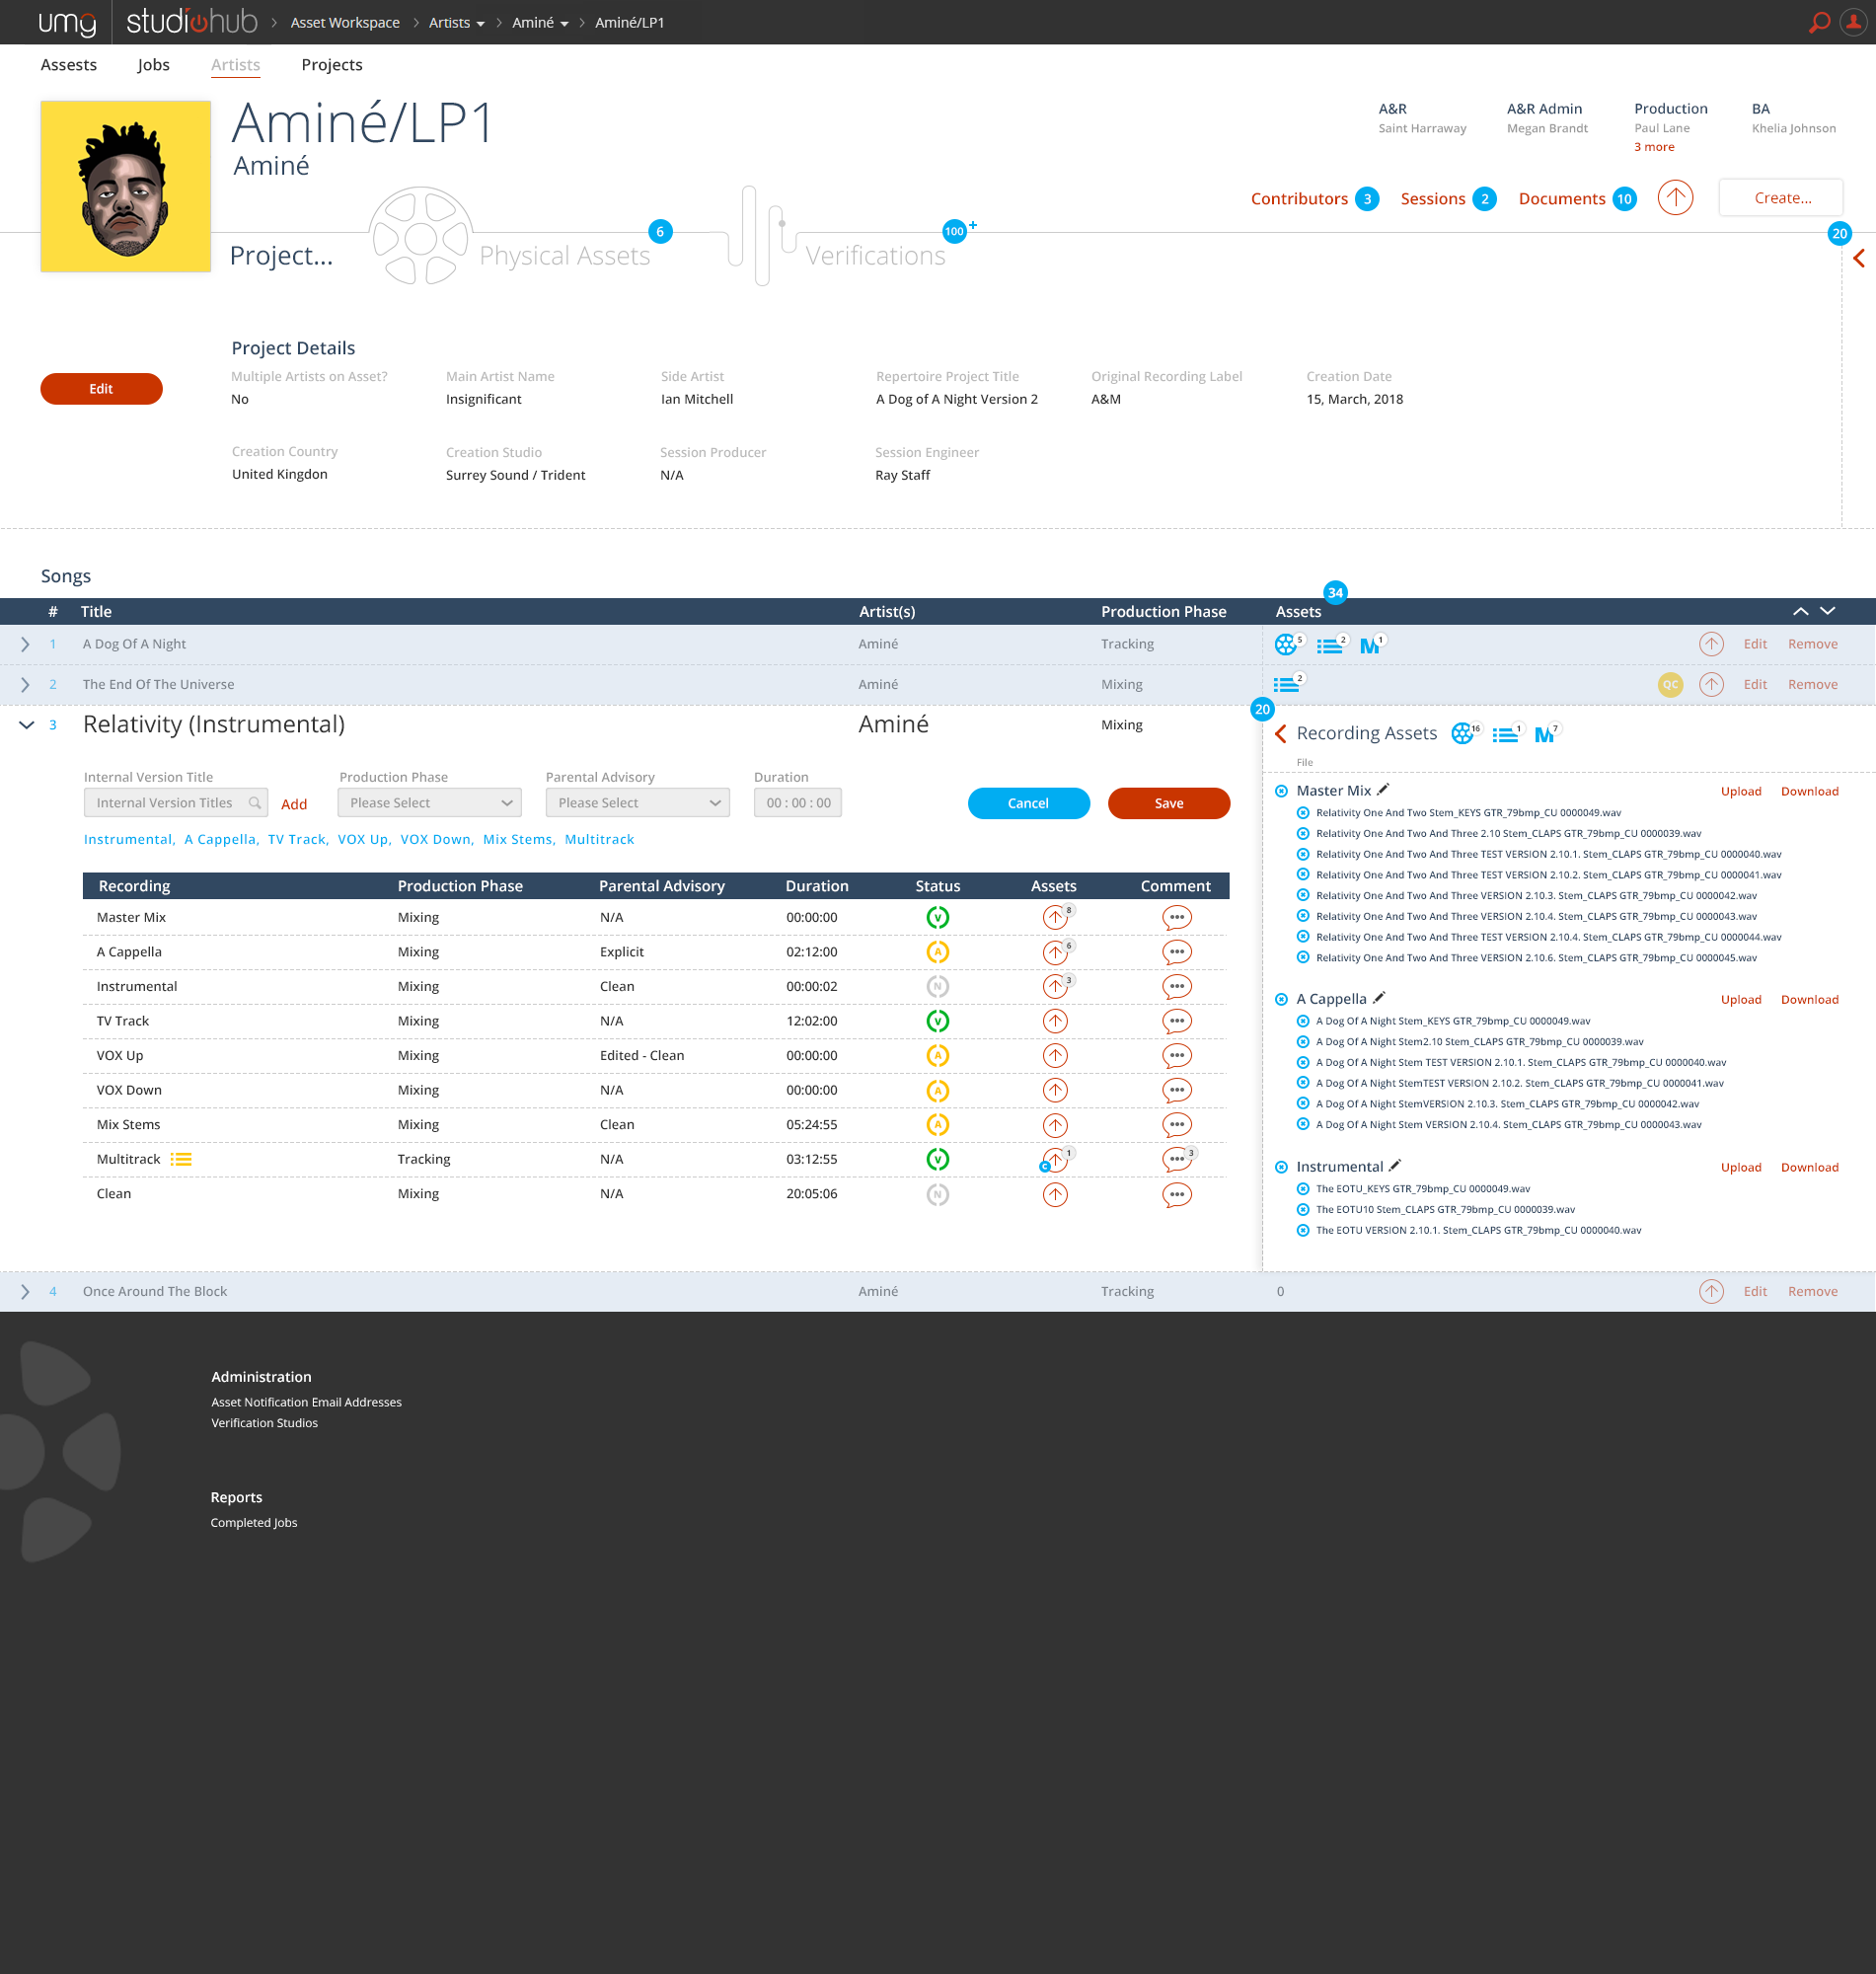 umg studiohub Asset Workspace Artists Aminé Aminé/LP1
Assests Jobs Artists Projects
Aminé/LP1
Aminé
A&R A&R Admin Production BA
Saint Harraway Megan Brandt Paul Lane Khelia Johnson
3 more
Contributors 3 Sessions 2 Documents 10 Create...
Project... Physical Assets 6 Verifications 100+ 20
Project Details
Multiple Artists on Asset? Main Artist Name Side Artist Repertoire Project Title Original Recording Label Creation Date
Edit No Insignificant Ian Mitchell A Dog of A Night Version 2 A&M 15, March, 2018
Creation Country Creation Studio Session Producer Session Engineer
United Kingdon Surrey Sound / Trident N/A Ray Staff
Songs
# Title Artist(s) Production Phase Assets 34
1 A Dog Of A Night Aminé Tracking 5 2 M 1 Edit Remove
2 The End Of The Universe Aminé Mixing 2 QC Edit Remove
3 Relativity (Instrumental) Aminé Mixing
20 Recording Assets 16 1 M 7
File
Internal Version Title Production Phase Parental Advisory Duration
Internal Version Titles Add Please Select Please Select 00 : 00 : 00 Cancel Save
Instrumental, A Cappella, TV Track, VOX Up, VOX Down, Mix Stems, Multitrack
Recording Production Phase Parental Advisory Duration Status Assets Comment
Master Mix Mixing N/A 00:00:00 V 8
A Cappella Mixing Explicit 02:12:00 A 6
Instrumental Mixing Clean 00:00:02 N 3
TV Track Mixing N/A 12:02:00 V
VOX Up Mixing Edited - Clean 00:00:00 A
VOX Down Mixing N/A 00:00:00 A
Mix Stems Mixing Clean 05:24:55 A
Multitrack Tracking N/A 03:12:55 V C 1 3
Clean Mixing N/A 20:05:06 N
Master Mix Upload Download
Relativity One And Two Stem_KEYS GTR_79bmp_CU 0000049.wav
Relativity One And Two And Three 2.10 Stem_CLAPS GTR_79bmp_CU 0000039.wav
Relativity One And Two And Three TEST VERSION 2.10.1. Stem_CLAPS GTR_79bmp_CU 0000040.wav
Relativity One And Two And Three TEST VERSION 2.10.2. Stem_CLAPS GTR_79bmp_CU 0000041.wav
Relativity One And Two And Three VERSION 2.10.3. Stem_CLAPS GTR_79bmp_CU 0000042.wav
Relativity One And Two And Three VERSION 2.10.4. Stem_CLAPS GTR_79bmp_CU 0000043.wav
Relativity One And Two And Three TEST VERSION 2.10.4. Stem_CLAPS GTR_79bmp_CU 0000044.wav
Relativity One And Two And Three VERSION 2.10.6. Stem_CLAPS GTR_79bmp_CU 0000045.wav
A Cappella Upload Download
A Dog Of A Night Stem_KEYS GTR_79bmp_CU 0000049.wav
A Dog Of A Night Stem2.10 Stem_CLAPS GTR_79bmp_CU 0000039.wav
A Dog Of A Night Stem TEST VERSION 2.10.1. Stem_CLAPS GTR_79bmp_CU 0000040.wav
A Dog Of A Night StemTEST VERSION 2.10.2. Stem_CLAPS GTR_79bmp_CU 0000041.wav
A Dog Of A Night StemVERSION 2.10.3. Stem_CLAPS GTR_79bmp_CU 0000042.wav
A Dog Of A Night Stem VERSION 2.10.4. Stem_CLAPS GTR_79bmp_CU 0000043.wav
Instrumental Upload Download
The EOTU_KEYS GTR_79bmp_CU 0000049.wav
The EOTU10 Stem_CLAPS GTR_79bmp_CU 0000039.wav
The EOTU VERSION 2.10.1. Stem_CLAPS GTR_79bmp_CU 0000040.wav
4 Once Around The Block Aminé Tracking 0 Edit Remove
Administration
Asset Notification Email Addresses
Verification Studios
Reports
Completed Jobs